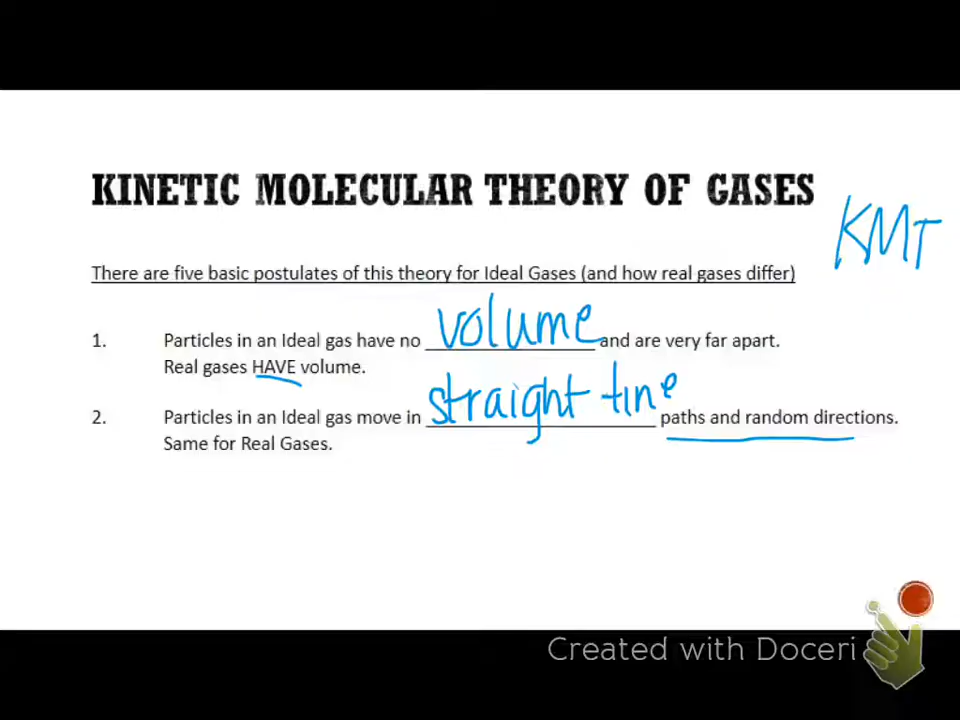 KINETIC MOLECULAR THEORY OF GASES
KMT
There are five basic postulates of this theory for Ideal Gases (and how real gases differ)
1. Particles in an Ideal gas have no volume and are very far apart.
Real gases HAVE volume.
2. Particles in an Ideal gas move in straight line paths and random directions.
Same for Real Gases.
Created with Doceri